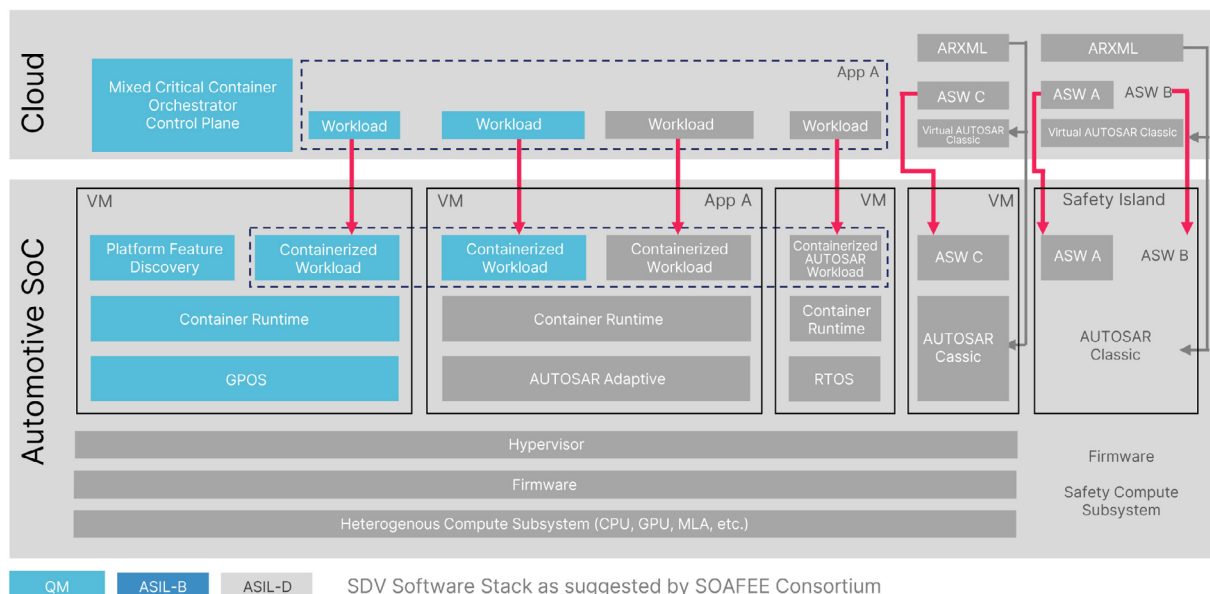 Cloud
Mixed Critical Container
Orchestrator
Control Plane
App A
Workload
Workload
Workload
Workload
ARXML
ASW C
Virtual AUTOSAR
Classic
ARXML
ASW A
ASW B
Virtual AUTOSAR Classic
Automotive SoC
VM
Platform Feature
Discovery
Containerized
Workload
Container Runtime
GPOS
VM
App A
Containerized
Workload
Containerized
Workload
Container Runtime
AUTOSAR Adaptive
VM
Containerized
AUTOSAR
Workload
Container
Runtime
RTOS
VM
ASW C
AUTOSAR
Cassic
Safety Island
ASW A
ASW B
AUTOSAR
Classic
Hypervisor
Firmware
Heterogenous Compute Subsystem (CPU, GPU, MLA, etc.)
Firmware
Safety Compute
Subsystem
QM
ASIL-B
ASIL-D
SDV Software Stack as suggested by SOAFEE Consortium